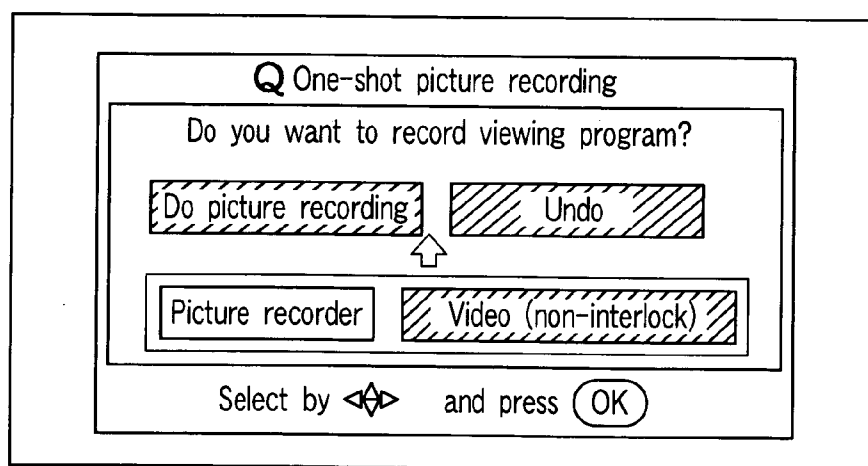 Q One-shot picture recording
Do you want to record viewing program?
Do picture recording Undo
Picture recorder Video (non-interlock)
Select by and press OK